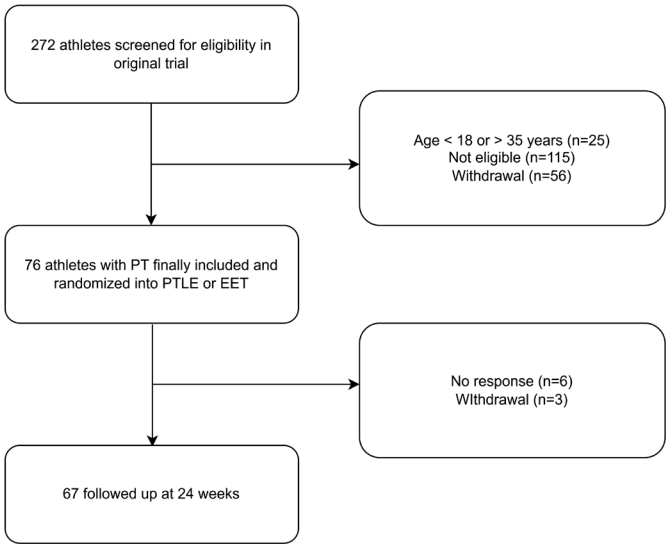 272 athletes screened for eligibility in
original trial
Age < 18 or > 35 years (n=25)
Not eligible (n=115)
Withdrawal (n=56)
76 athletes with PT finally included and
randomized into PTLE or EET
No response (n=6)
WIthdrawal (n=3)
67 followed up at 24 weeks